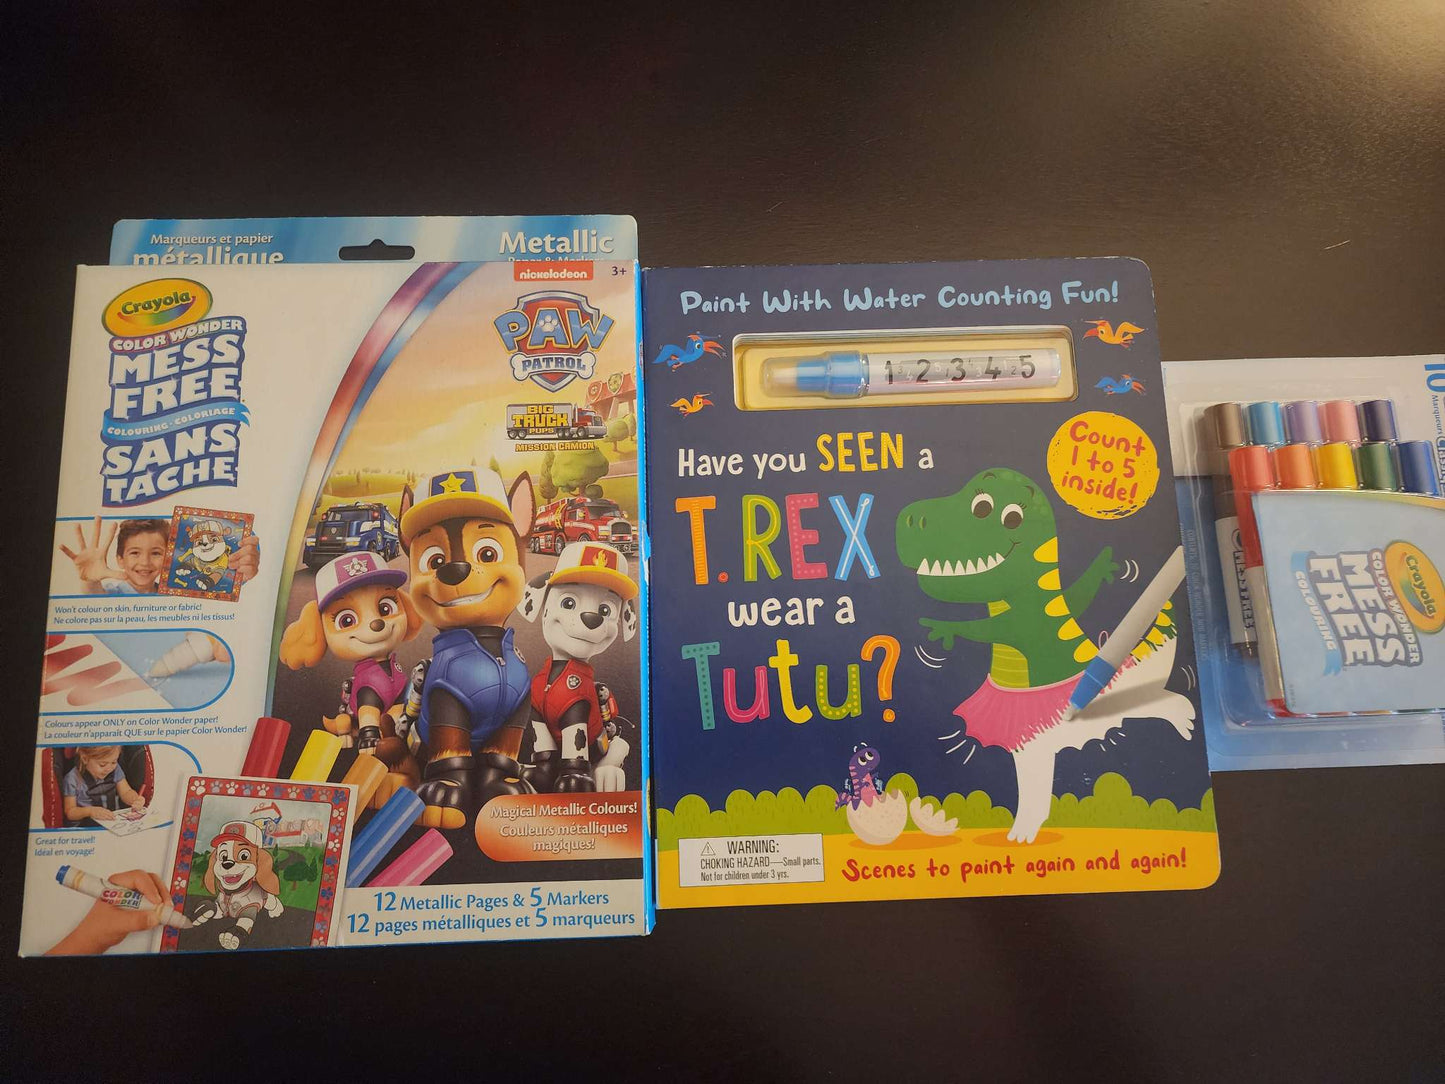 Marqueurs et papier
métallique
Metallic
Paper & Markers
Crayola
COLOR WONDER
MESS
FREE
COLOURING • COLORIAGE
SANS
TACHE
nickelodeon
3+
PAW
PATROL
BIG
TRUCK
PUPS
MISSION CAMION
Won't colour on skin, furniture or fabric!
Ne colore pas sur la peau, les meubles ni les tissus!
Colours appear ONLY on Color Wonder paper!
La couleur n'apparaît QUE sur le papier Color Wonder!
Great for travel!
Idéal en voyage!
COLOR
WONDER
Magical Metallic Colours!
Couleurs métalliques
magiques!
12 Metallic Pages & 5 Markers
12 pages métalliques et 5 marqueurs
Paint With Water Counting Fun!
1 2 3 4 5
Have you SEEN a
T.REX
wear a
Tutu?
Count
1 to 5
inside!
WARNING:
CHOKING HAZARD—Small parts.
Not for children under 3 yrs.
Scenes to paint again and again!
10
Marqueurs
Crayola
COLOR WONDER
MESS
FREE
COLOURING